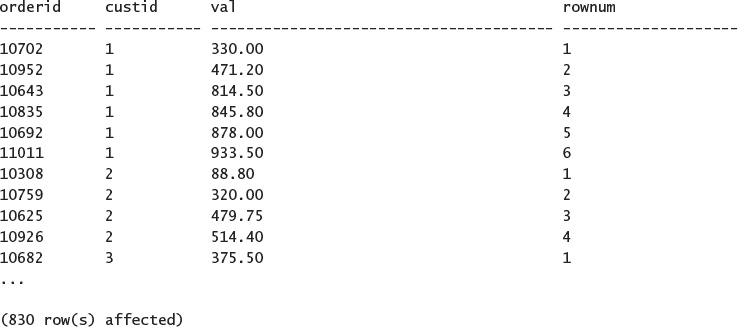 orderid     custid      val                                     rownum
----------- ----------- --------------------------------------- --------------------
10702       1           330.00                                  1
10952       1           471.20                                  2
10643       1           814.50                                  3
10835       1           845.80                                  4
10692       1           878.00                                  5
11011       1           933.50                                  6
10308       2           88.80                                   1
10759       2           320.00                                  2
10625       2           479.75                                  3
10926       2           514.40                                  4
10682       3           375.50                                  1
...
(830 row(s) affected)